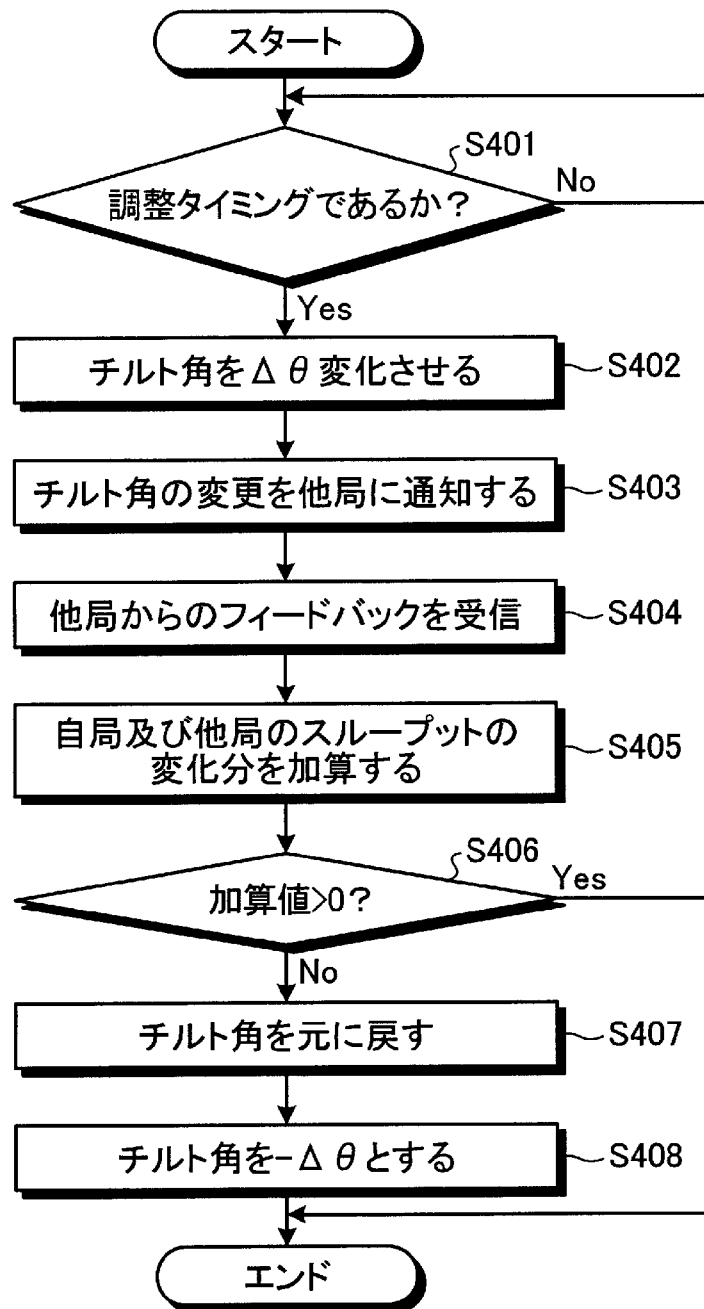 スタート
S401
調整タイミングであるか?
No
Yes
チルト角をΔθ変化させる
S402
チルト角の変更を他局に通知する
S403
他局からのフィードバックを受信
S404
自局及び他局のスループットの
変化分を加算する
S405
S406
加算値>0?
Yes
No
チルト角を元に戻す
S407
チルト角を-Δθとする
S408
エンド